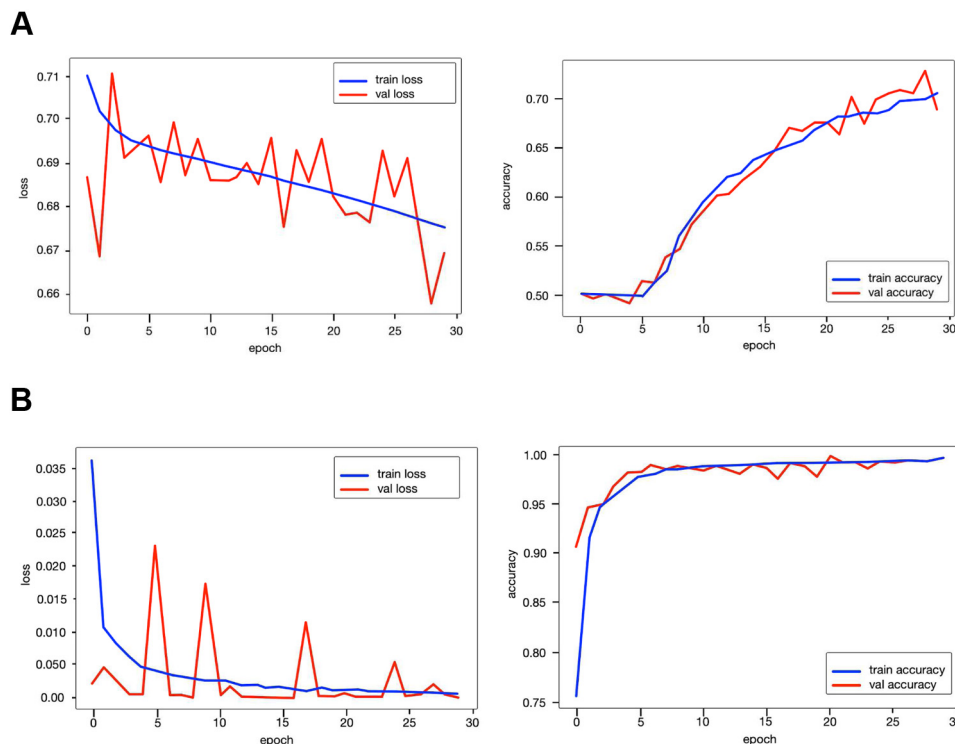 A
0.71
0.70
0.69
0.68
0.67
0.66
loss
0 5 10 15 20 25 30
epoch
train loss
val loss
0.70
0.65
0.60
0.55
0.50
accuracy
0 5 10 15 20 25 30
epoch
train accuracy
val accuracy
B
0.035
0.030
0.025
0.020
0.015
0.010
0.050
0.00
loss
0 5 10 15 20 25 30
epoch
train loss
val loss
1.00
0.95
0.90
0.85
0.80
0.75
accuracy
0 5 10 15 20 25 30
epoch
train accuracy
val accuracy